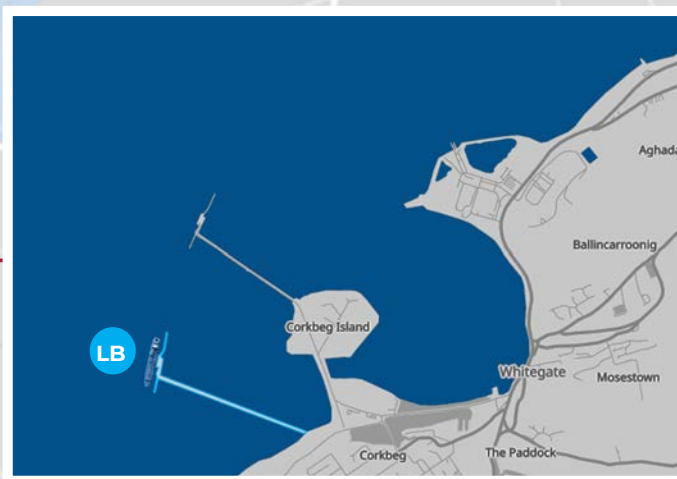 Aghada
Ballincarroonig
Corkbeg Island
LB
Whitegate
Mosestown
Corkbeg
The Paddock